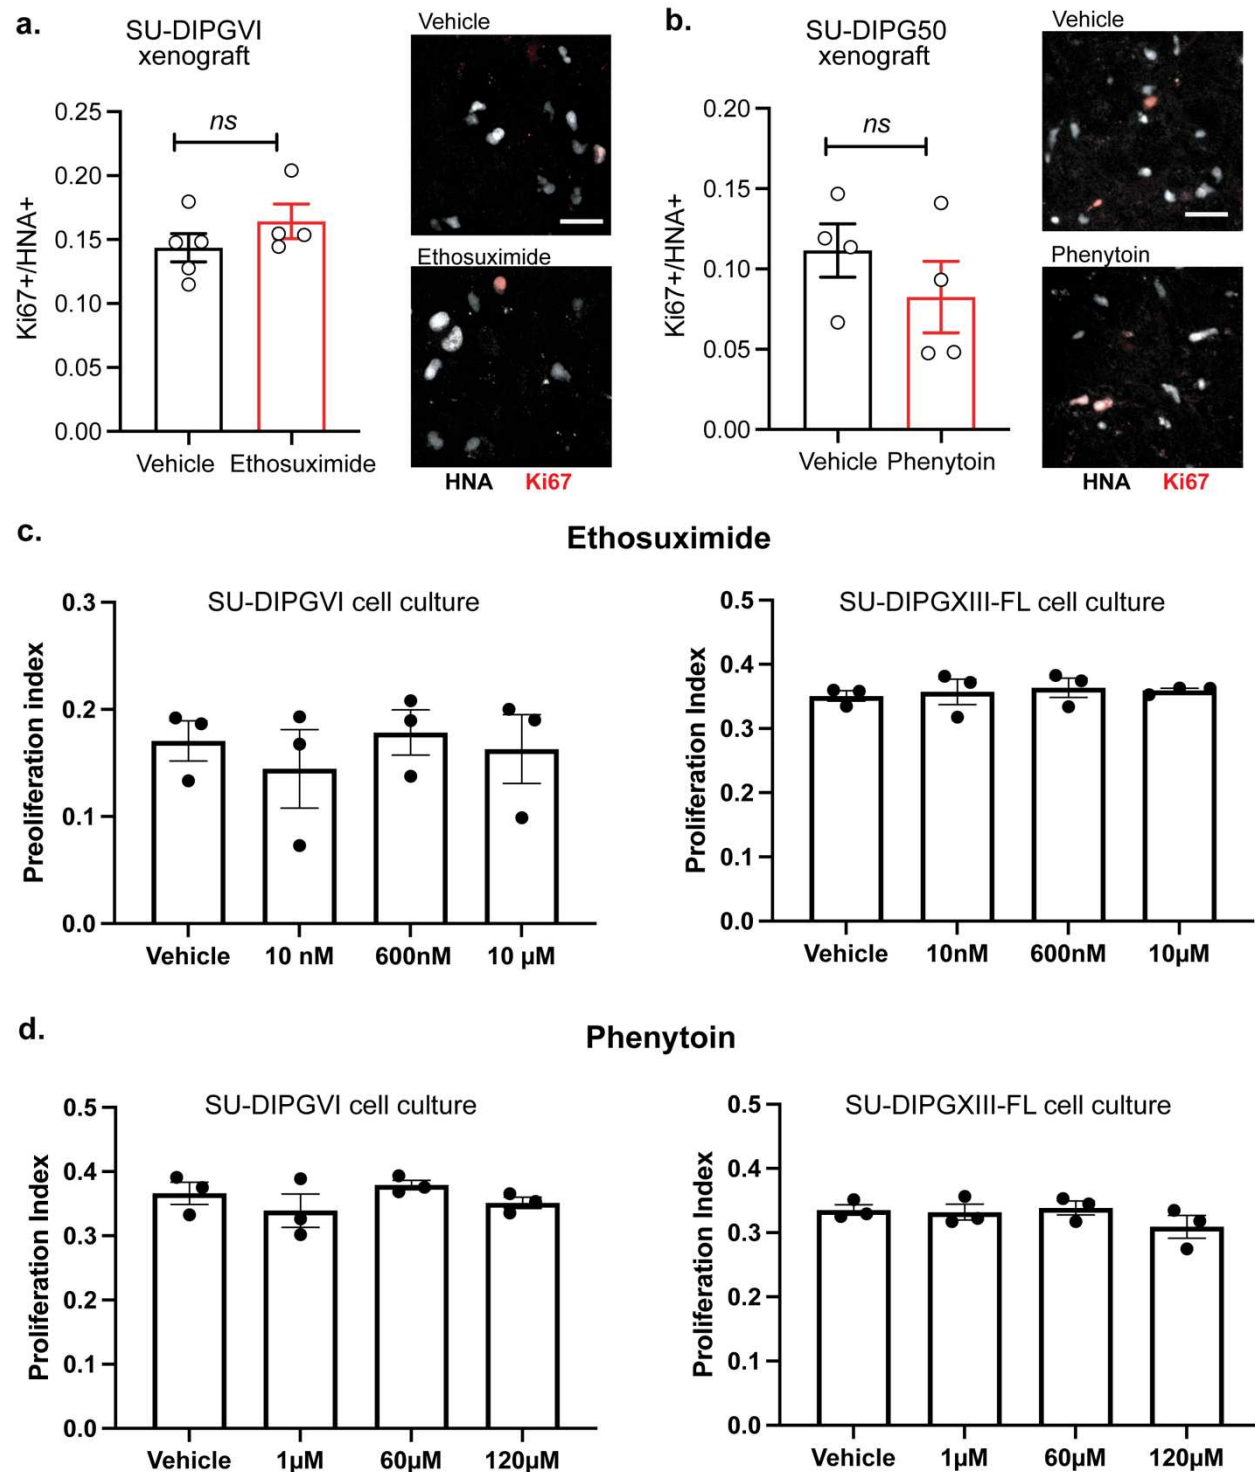 a.
SU-DIPGVI
xenograft
Ki67+/HNA+
0.25
0.20
0.15
0.10
0.05
0.00
ns
Vehicle Ethosuximide
Vehicle
Ethosuximide
HNA Ki67
b.
SU-DIPG50
xenograft
Ki67+/HNA+
0.20
0.15
0.10
0.05
0.00
ns
Vehicle Phenytoin
Vehicle
Phenytoin
HNA Ki67
c.
Ethosuximide
SU-DIPGVI cell culture
Preoliferation index
0.3
0.2
0.1
0.0
Vehicle 10 nM 600nM 10 µM
SU-DIPGXIII-FL cell culture
Proliferation Index
0.5
0.4
0.3
0.2
0.1
0.0
Vehicle 10nM 600nM 10µM
d.
Phenytoin
SU-DIPGVI cell culture
Proliferation Index
0.5
0.4
0.3
0.2
0.1
0.0
Vehicle 1µM 60µM 120µM
SU-DIPGXIII-FL cell culture
Proliferation Index
0.5
0.4
0.3
0.2
0.1
0.0
Vehicle 1µM 60µM 120µM